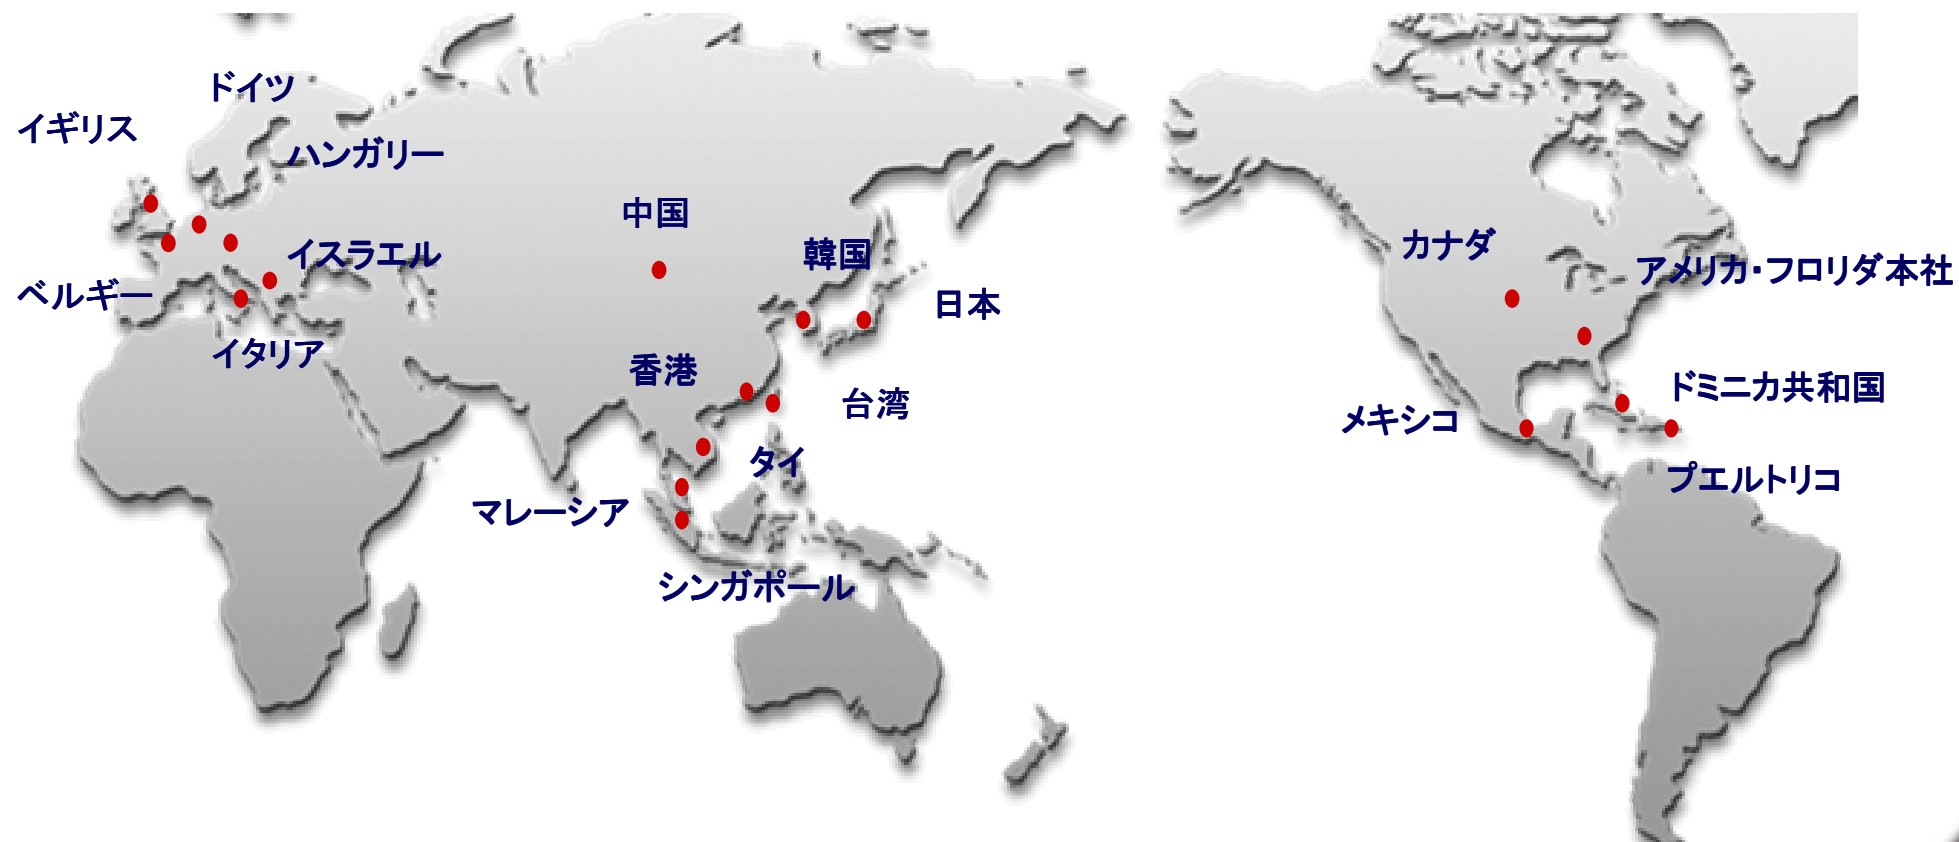 ドイツ
イギリス
ハンガリー
中国
イスラエル
韓国
カナダ
アメリカ・フロリダ本社
ベルギー
日本
イタリア
香港
台湾
ドミニカ共和国
メキシコ
タイ
プエルトリコ
マレーシア
シンガポール